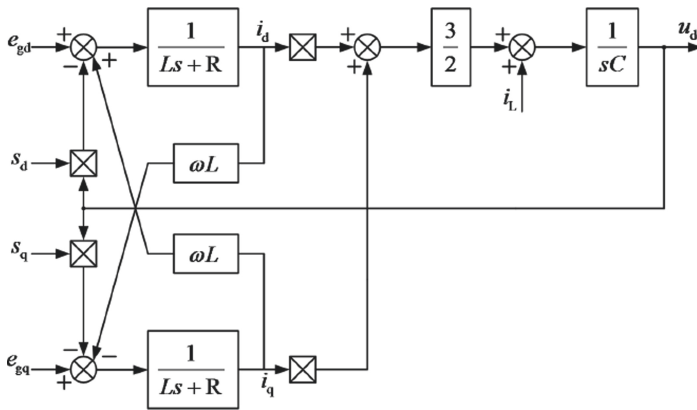 e_gd + − + 1/(Ls + R) i_d + + 3/2 + + i_L 1/(sC) u_d
s_d ωL
s_q ωL
e_gq − − + 1/(Ls + R) i_q